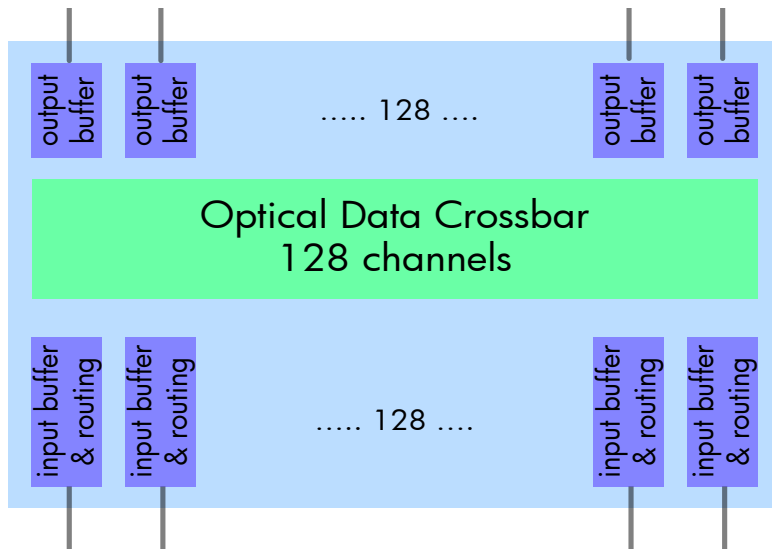 output
buffer
output
buffer
..... 128 ....
output
buffer
output
buffer
Optical Data Crossbar
128 channels
input buffer
& routing
input buffer
& routing
..... 128 ....
input buffer
& routing
input buffer
& routing